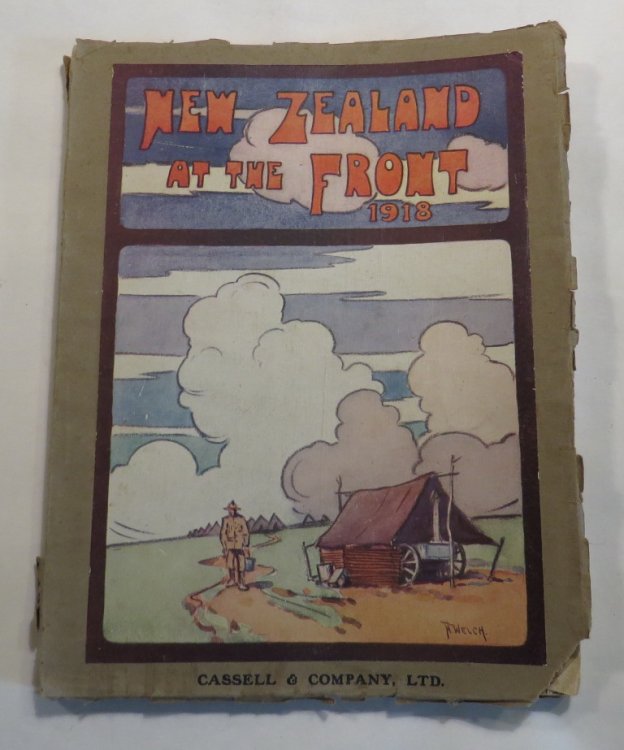 NEW ZEALAND
AT THE FRONT
1918
N. WELCH.
CASSELL & COMPANY, LTD.